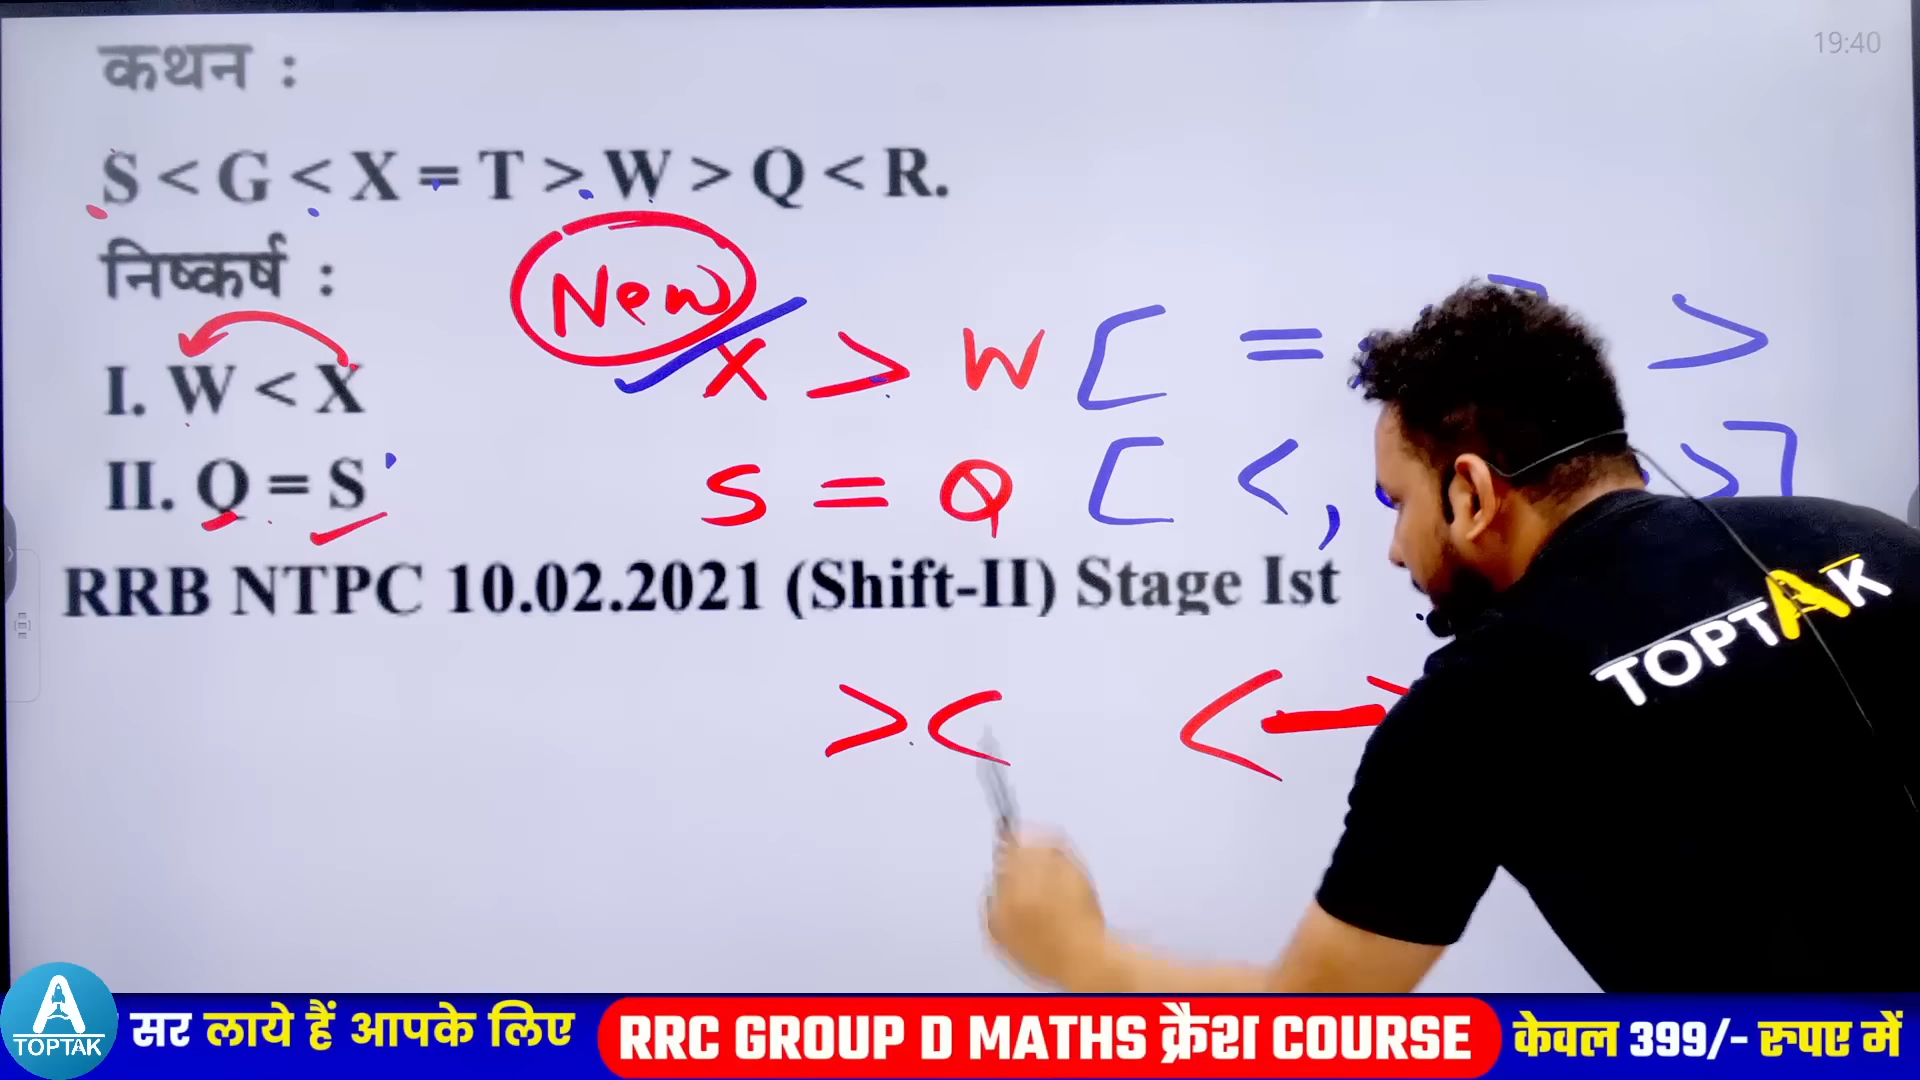 19:40
कथन :
S < G < X = T > W > Q < R.
निष्कर्ष :
New
I. W < X
X > W [ = >
II. Q = S
S = Q [ <, > ]
RRB NTPC 10.02.2021 (Shift-II) Stage Ist
> < < >
TOPTAK
TOPTAK
सर लाये हैं आपके लिए
RRC GROUP D MATHS क्रैश COURSE
केवल 399/- रुपए में